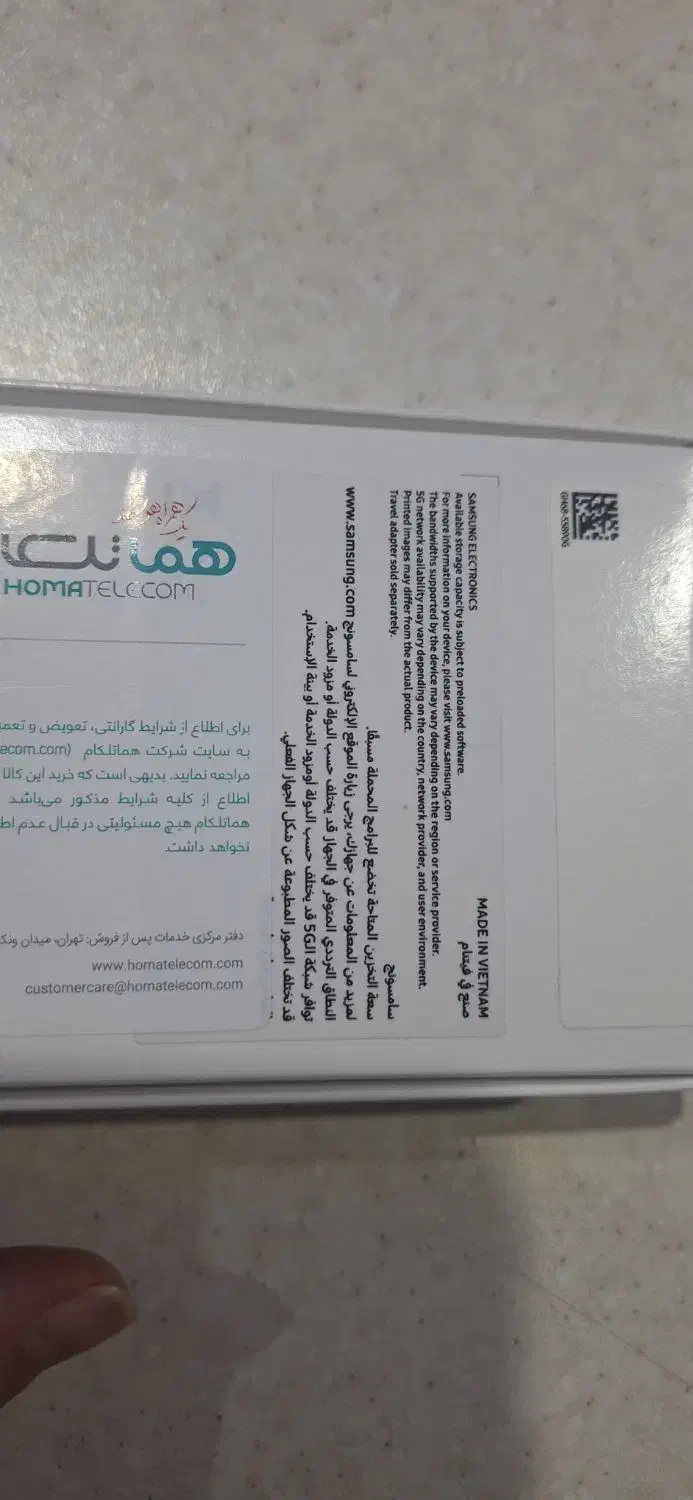 هماتلکام
HOMATELECOM
برای اطلاع از شرایط گارانتی، تعویض و
به سایت شرکت هماتلکام (ecom.com
مراجعه نمایید. بدیهی است که خرید این کالا
اطلاع از کلیه شرایط مذکور می‌باشد
هماتلکام هیچ مسئولیتی در قبال عدم
نخواهد داشت.
دفتر مرکزی خدمات پس از فروش: تهران، میدان
www.homatelecom.com
customercare@homatelecom.com
MADE IN VIETNAM
صنع في فيتنام
SAMSUNG ELECTRONICS
Available storage capacity is subject to preloaded software.
For more information on your device, please visit www.samsung.com
The bandwidths supported by the device may vary depending on the region or service provider.
5G network availability may vary depending on the country, network provider, and user environment.
Printed images may differ from the actual product.
Travel adapter sold separately.
سامسونج
سعة التخزين المتاحة تخضع للبرامج المحملة مسبقًا.
لمزيد من المعلومات عن جهازك، يرجى زيارة الموقع الإلكتروني لسامسونج www.samsung.com
النطاق الترددي المتوفر في الجهاز قد يختلف حسب الدولة أو مزود الخدمة.
توافر شبكة الـ5G قد يختلف حسب الدولة أومزود الخدمة أو بيئة الإستخدام.
قد تختلف الصور المطبوعة عن شكل الجهاز الفعلي.